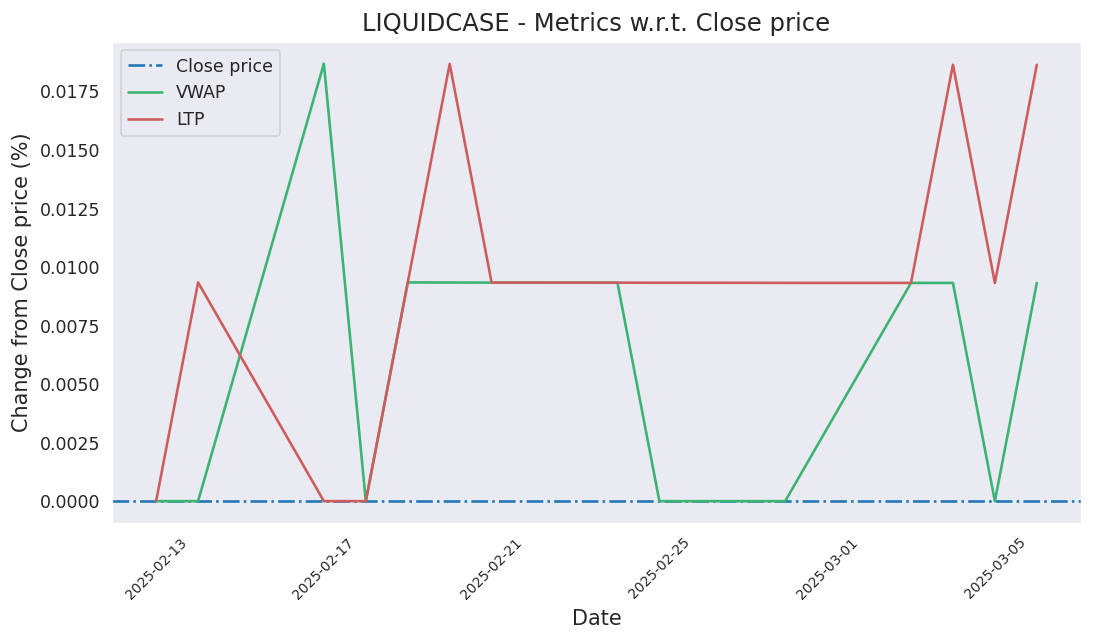 LIQUIDCASE - Metrics w.r.t. Close price
Close price
VWAP
LTP
Change from Close price (%)
0.0175
0.0150
0.0125
0.0100
0.0075
0.0050
0.0025
0.0000
2025-02-13
2025-02-17
2025-02-21
2025-02-25
2025-03-01
2025-03-05
Date